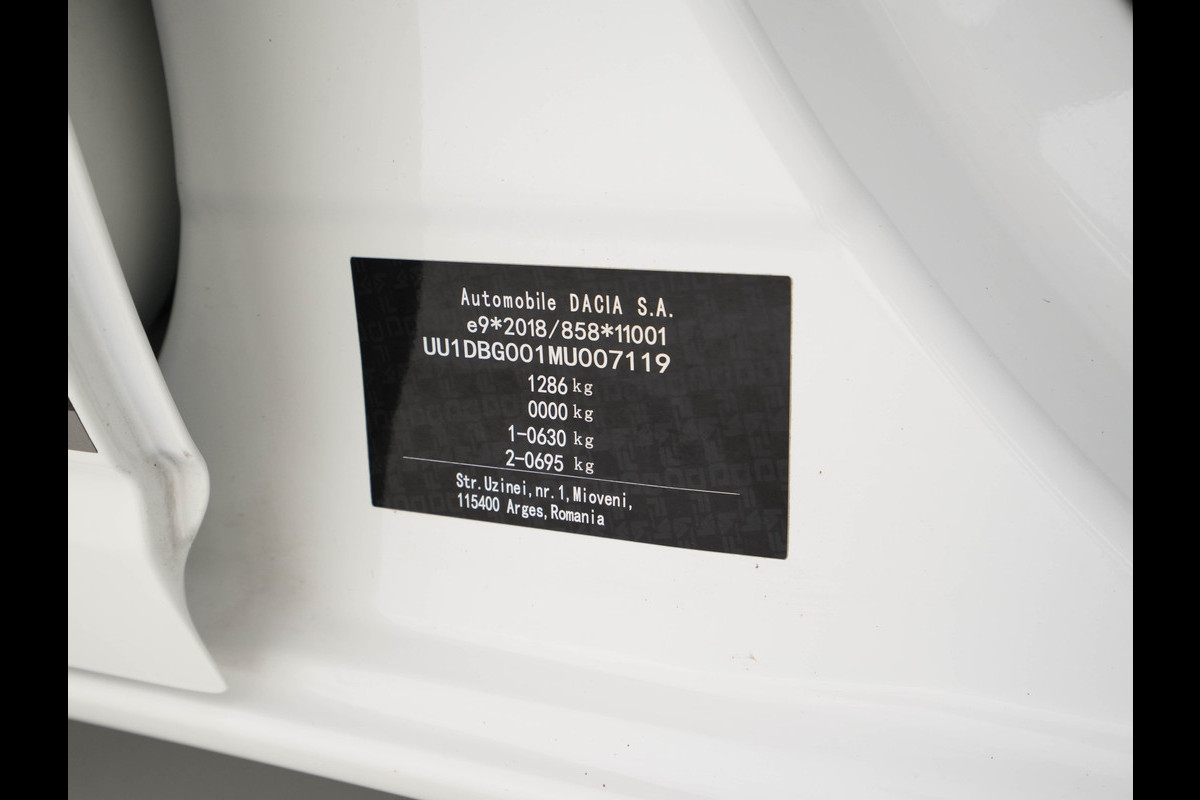 Automobile DACIA S.A.
e9*2018/858*11001
UU1DBG001MU007119
1286 kg
0000 kg
1-0630 kg
2-0695 kg
Str.Uzinei,nr.1,Mioveni,
115400 Arges,Romania